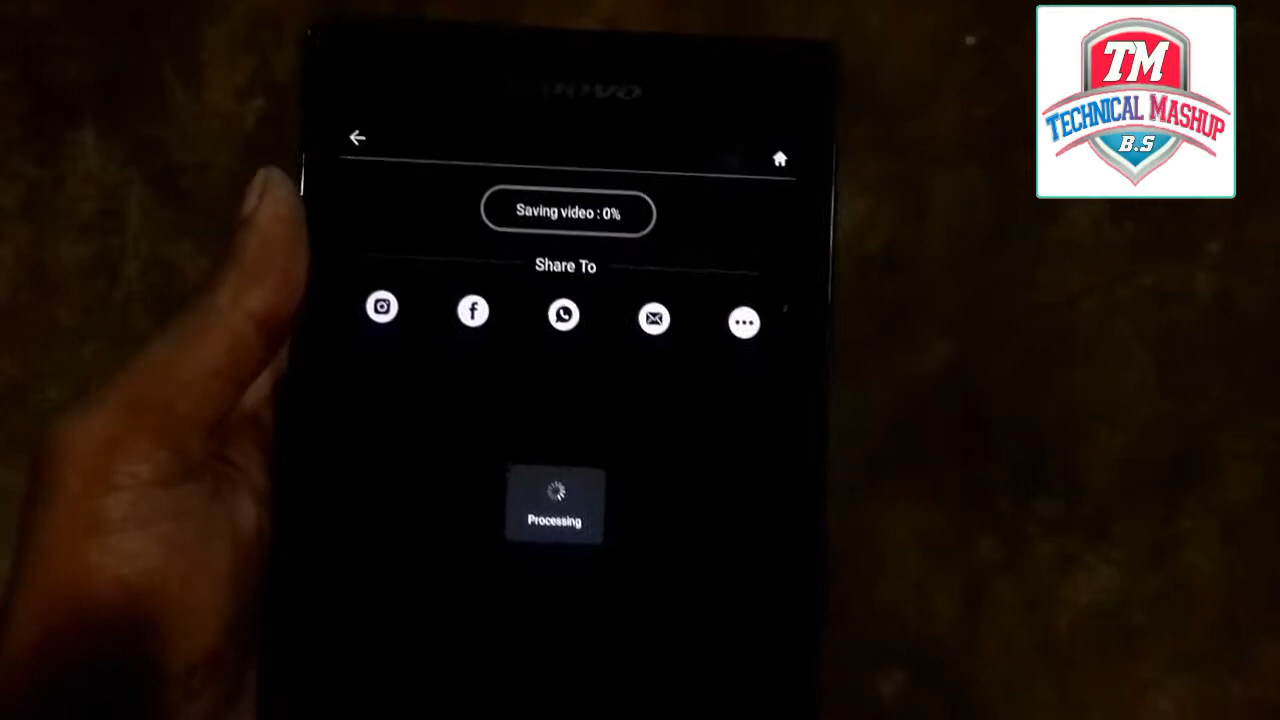 TM
TECHNICAL MASHUP
B.S
Saving video : 0%
Share To
Processing